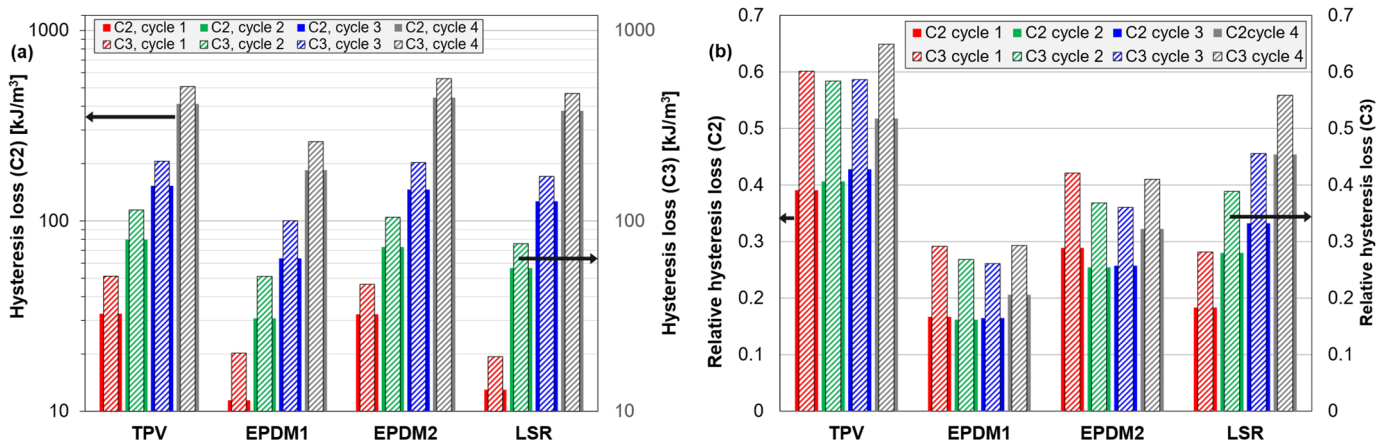 (a)
C2, cycle 1
C2, cycle 2
C2, cycle 3
C2, cycle 4
C3, cycle 1
C3, cycle 2
C3, cycle 3
C3, cycle 4
Hysteresis loss (C2) [kJ/m³]
1000
100
10
TPV
EPDM1
EPDM2
LSR
1000
100
10
Hysteresis loss (C3) [kJ/m³]
(b)
C2 cycle 1
C2 cycle 2
C2 cycle 3
C2cycle 4
C3 cycle 1
C3 cycle 2
C3 cycle 3
C3 cycle 4
Relative hysteresis loss (C2)
0.7
0.6
0.5
0.4
0.3
0.2
0.1
0
TPV
EPDM1
EPDM2
LSR
0.7
0.6
0.5
0.4
0.3
0.2
0.1
0
Relative hysteresis loss (C3)